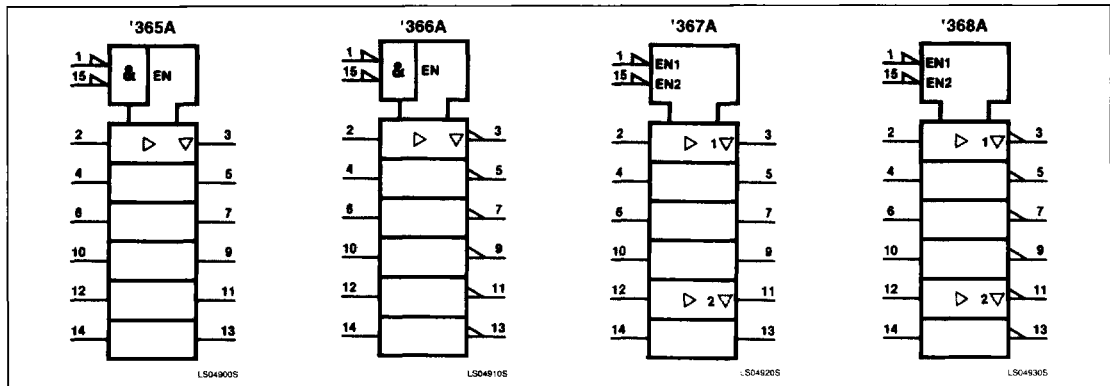 '365A
1
15
& EN
2 ▷ ▽ 3
4 5
6 7
10 9
12 11
14 13
LS04900S
'366A
1
15
& EN
2 ▷ ▽ 3
4 5
6 7
10 9
12 11
14 13
LS04910S
'367A
1 EN1
15 EN2
2 ▷ 1▽ 3
4 5
6 7
10 9
12 ▷ 2▽ 11
14 13
LS04920S
'368A
1 EN1
15 EN2
2 ▷ 1▽ 3
4 5
6 7
10 9
12 ▷ 2▽ 11
14 13
LS04930S